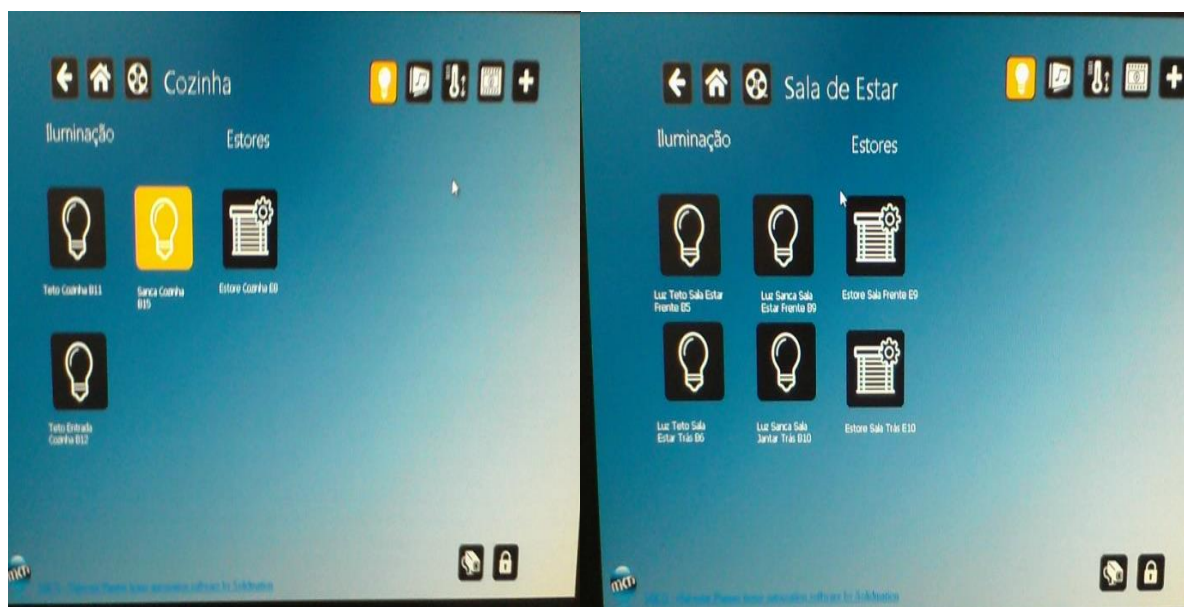 Cozinha
Iluminação
Estores
Teto Cozinha B11
Sanca Cozinha
B15
Estore Cozinha E8
Teto Entrada
Cozinha B12
mcn
Sala de Estar
Iluminação
Estores
Luz Teto Sala Estar
Frente B5
Luz Sanca Sala
Estar Frente B9
Estore Sala Frente E9
Luz Teto Sala
Estar Trás B6
Luz Sanca Sala
Jantar Trás B10
Estore Sala Trás E10
mcn